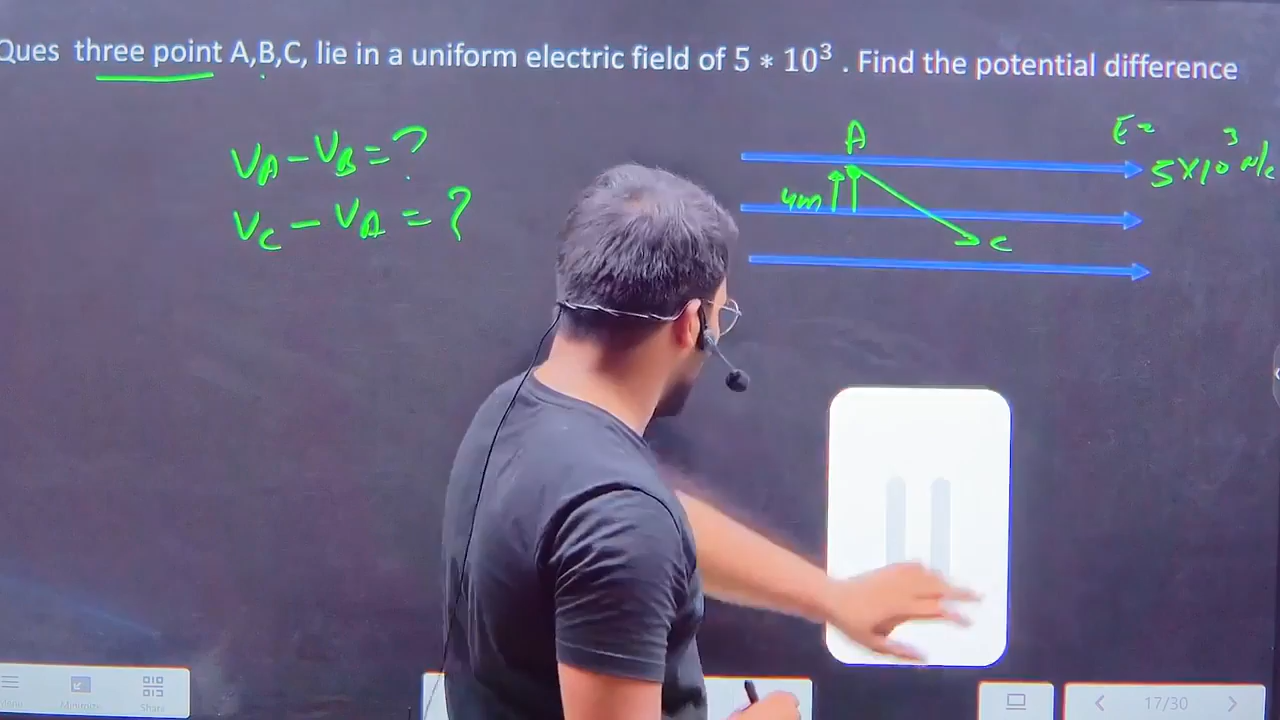 Ques three point A,B,C, lie in a uniform electric field of 5 * 10³ . Find the potential difference
V_A - V_B = ?
V_C - V_A = ?
A
E =
5×10³ N/C
4m
C
Share
17/30